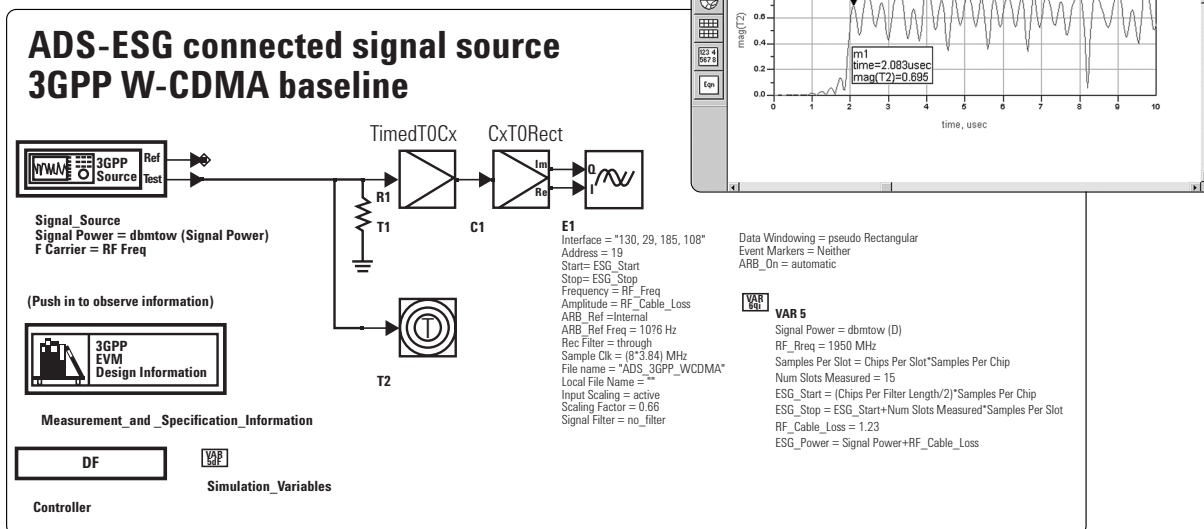 ADS-ESG connected signal source
3GPP W-CDMA baseline
mag(T2)
0.6
0.4
0.2
0.0
m1
time=2.083usec
mag(T2)=0.695
0 1 2 3 4 5 6 7 8 9 10
time, usec
123 4
567 8
Eqn
TimedT0Cx
CxT0Rect
3GPP
Source
Ref
Test
R1
T1
C1
Im
Re
Q
I
Signal_Source
Signal Power = dbmtow (Signal Power)
F Carrier = RF Freq
E1
Interface = "130, 29, 185, 108"
Address = 19
Start= ESG_Start
Stop= ESG_Stop
Frequency = RF_Freq
Amplitude = RF_Cable_Loss
ARB_Ref =Internal
ARB_Ref Freq = 10?6 Hz
Rec Filter = through
Sample Clk = (8*3.84) MHz
File name = "ADS_3GPP_WCDMA"
Local File Name = ""
Input Scaling = active
Scaling Factor = 0.66
Signal Filter = no_filter
Data Windowing = pseudo Rectangular
Event Markers = Neither
ARB_On = automatic
VAR
6qi
VAR 5
Signal Power = dbmtow (D)
RF_Rreq = 1950 MHz
Samples Per Slot = Chips Per Slot*Samples Per Chip
Num Slots Measured = 15
ESG_Start = (Chips Per Filter Length/2)*Samples Per Chip
ESG_Stop = ESG_Start+Num Slots Measured*Samples Per Slot
RF_Cable_Loss = 1.23
ESG_Power = Signal Power+RF_Cable_Loss
(Push in to observe information)
3GPP
EVM
Design Information
T
T2
Measurement_and _Specification_Information
DF
VAR
5dF
Simulation_Variables
Controller